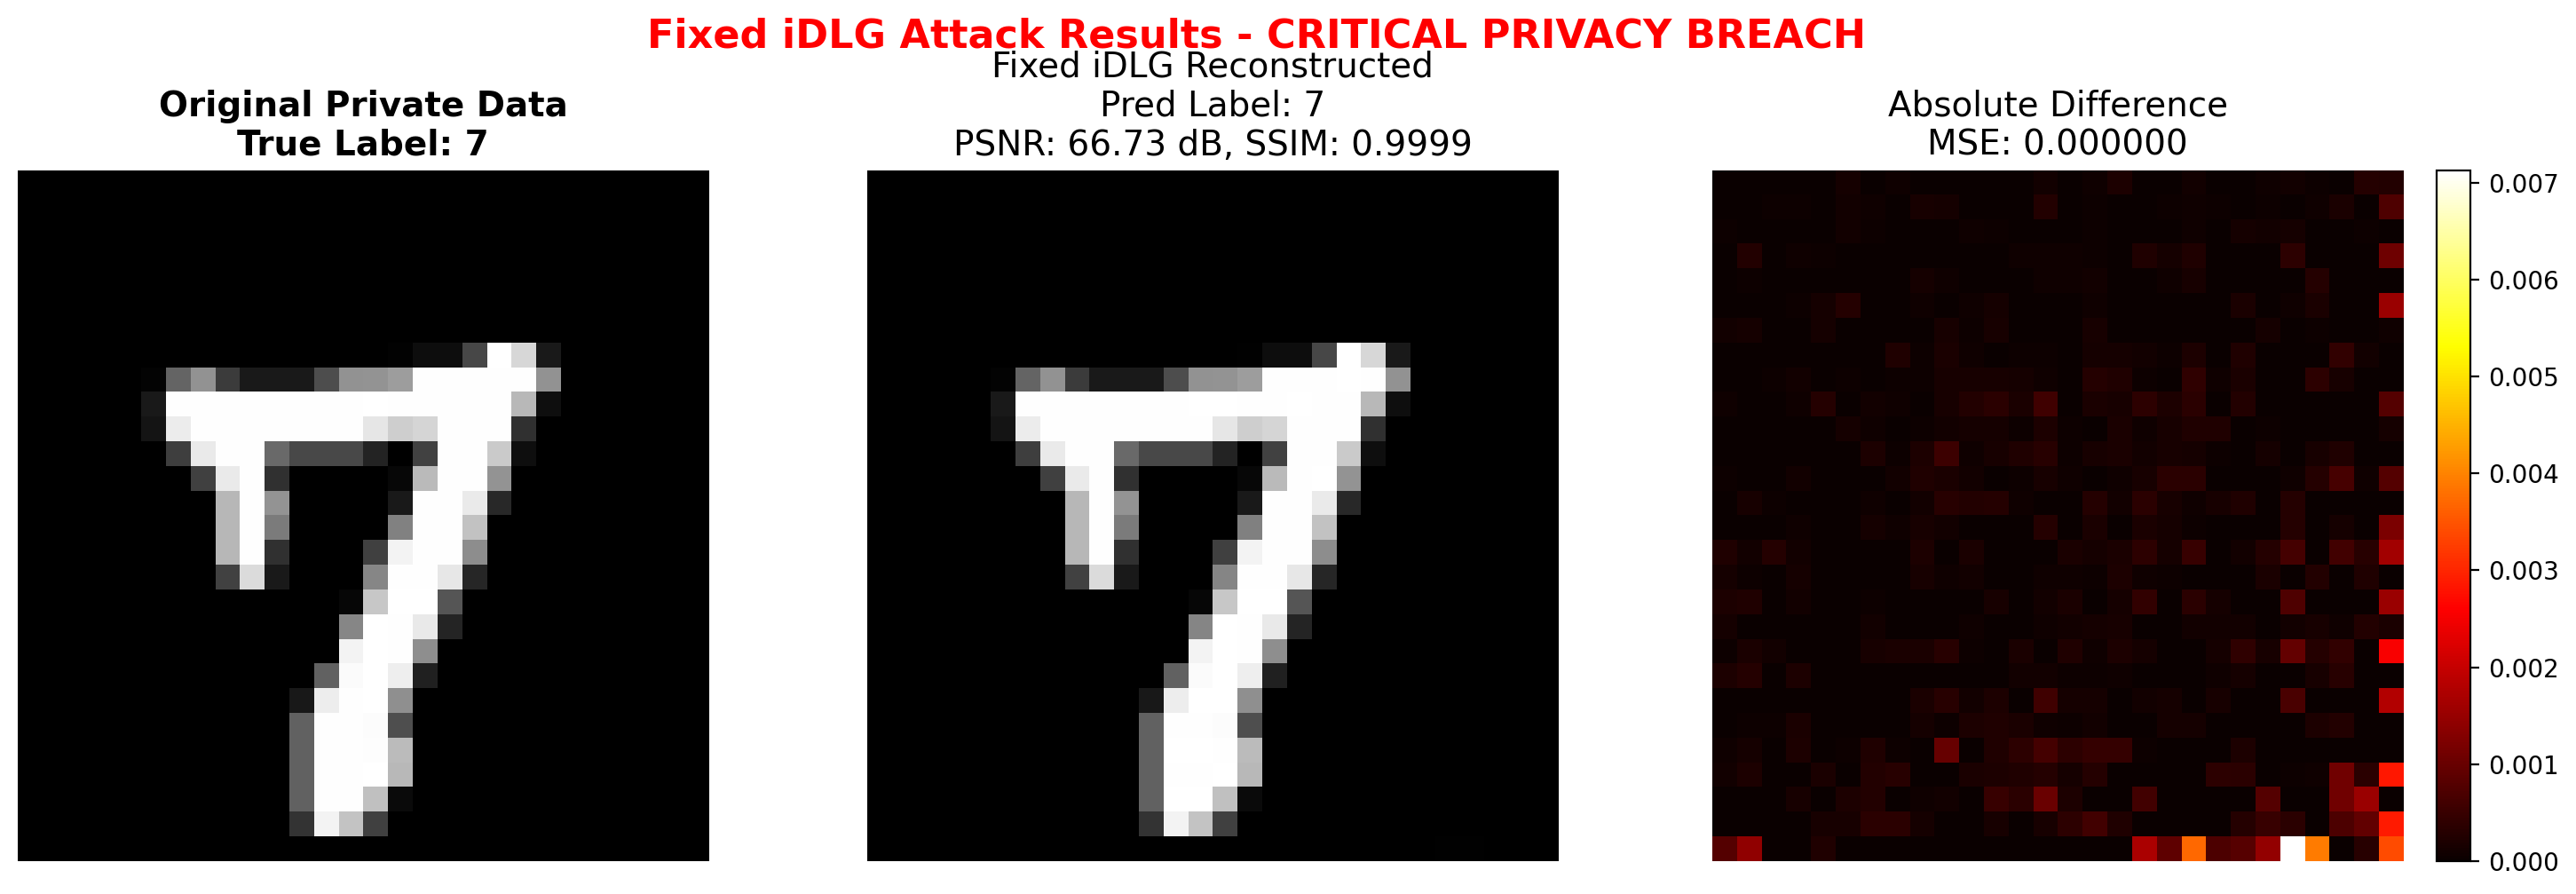 Fixed iDLG Attack Results - CRITICAL PRIVACY BREACH
Original Private Data
True Label: 7
Fixed iDLG Reconstructed
Pred Label: 7
PSNR: 66.73 dB, SSIM: 0.9999
Absolute Difference
MSE: 0.000000
7
7
0.007
0.006
0.005
0.004
0.003
0.002
0.001
0.000